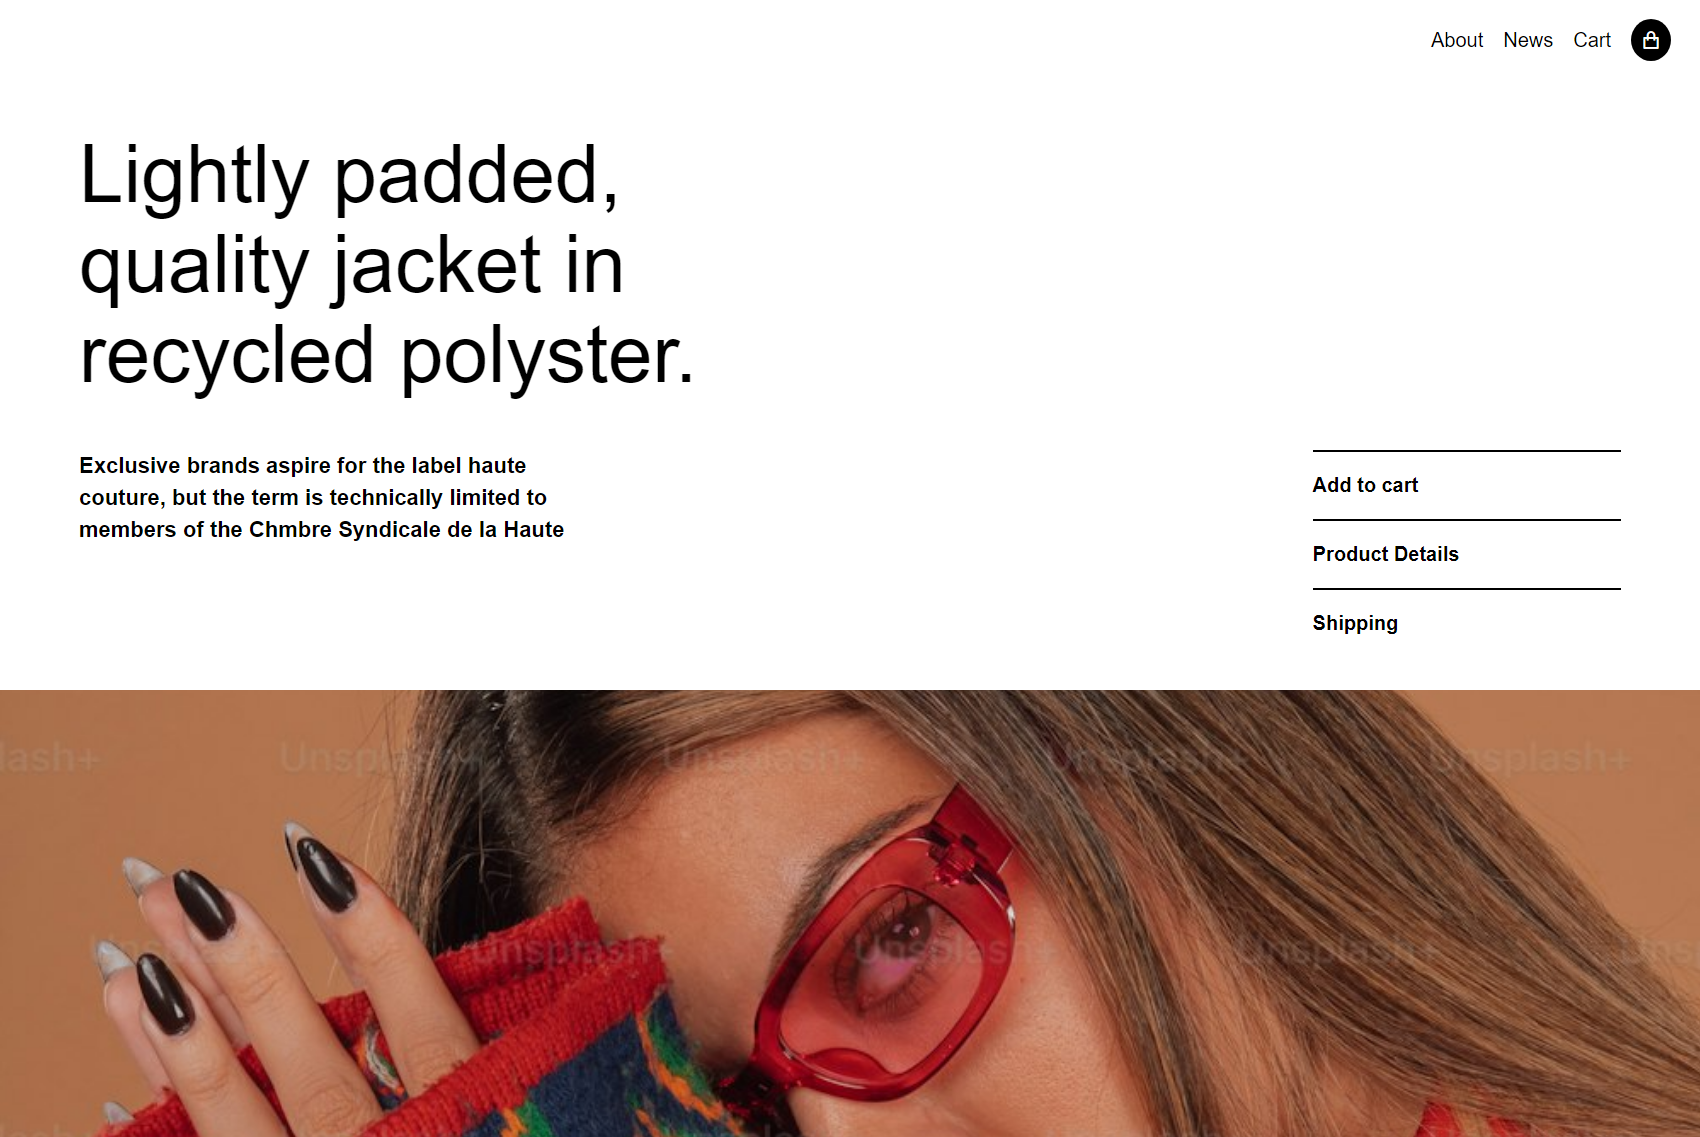 About News Cart
Lightly padded,
quality jacket in
recycled polyster.
Exclusive brands aspire for the label haute
couture, but the term is technically limited to
members of the Chmbre Syndicale de la Haute
Add to cart
Product Details
Shipping
lash+ Unsplash+ Unsplash+ Unsplash+ Unsplash+
Unsplash+ Unsplash+ Unsplash+ Unsplash+ Uns